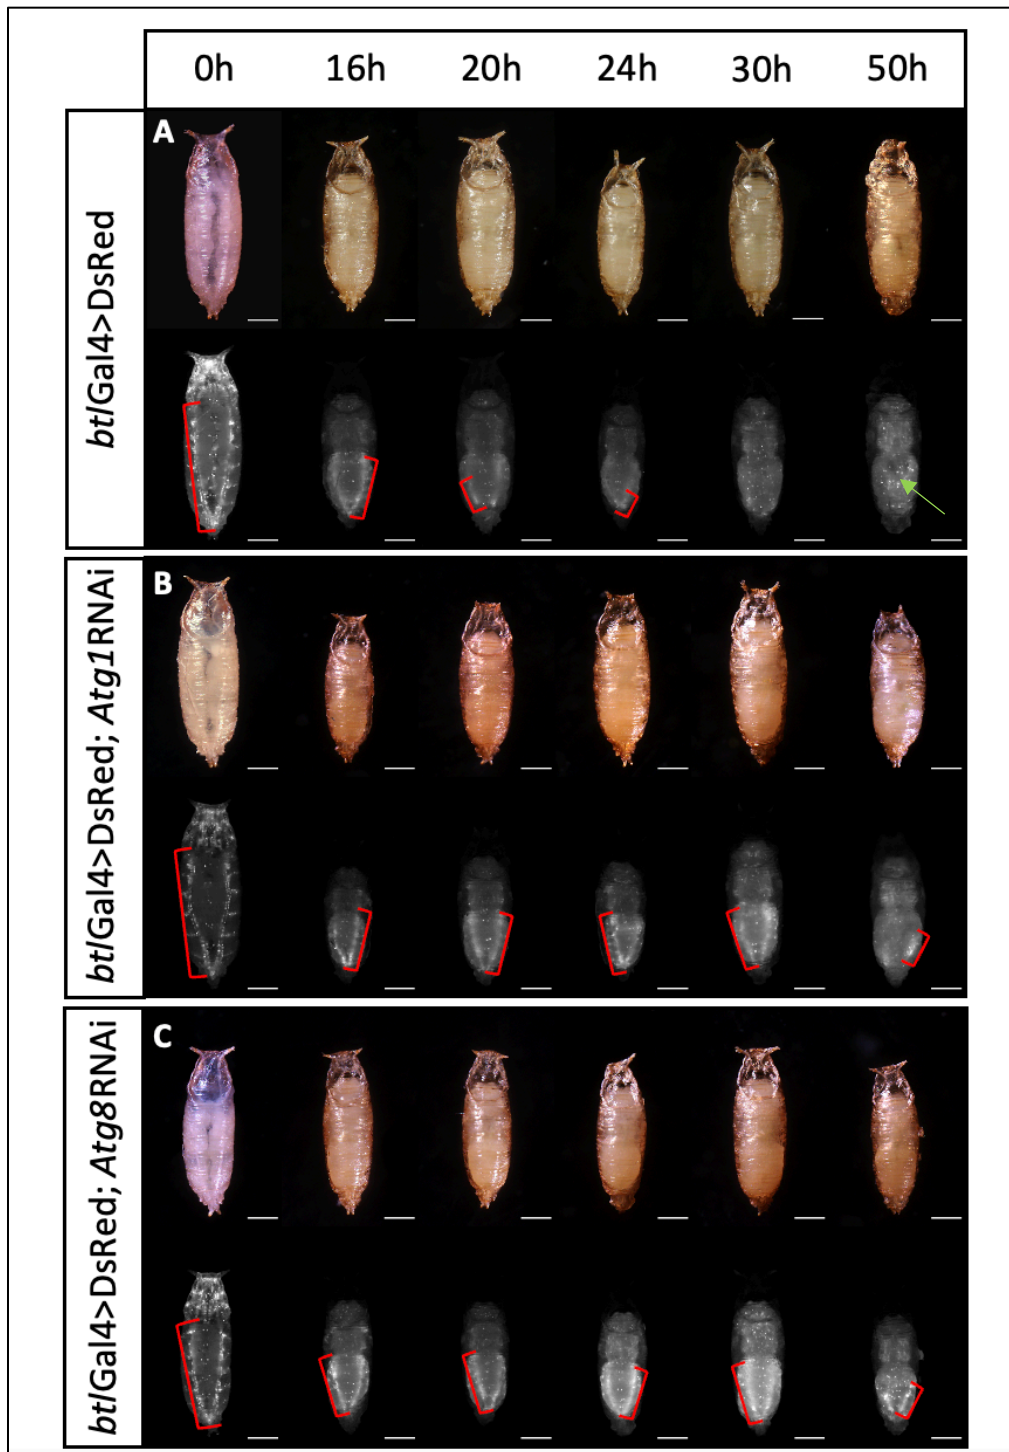 0h 16h 20h 24h 30h 50h
A
btlGal4>DsRed
B
btlGal4>DsRed; Atg1RNAi
C
btlGal4>DsRed; Atg8RNAi